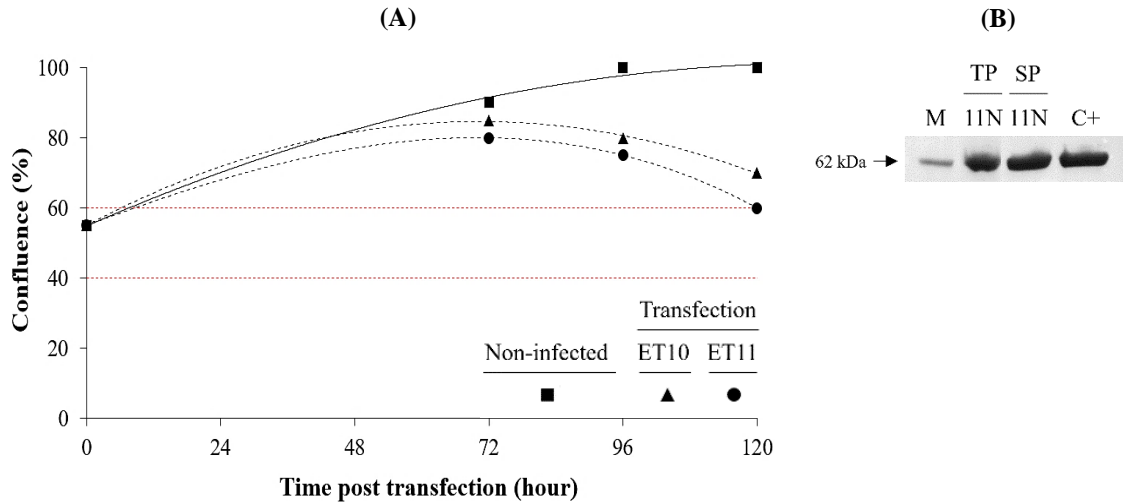 (A)
Confluence (%)
100
80
60
40
20
0
0 24 48 72 96 120
Time post transfection (hour)
Transfection
Non-infected ET10 ET11
(B)
TP SP
M 11N 11N C+
62 kDa